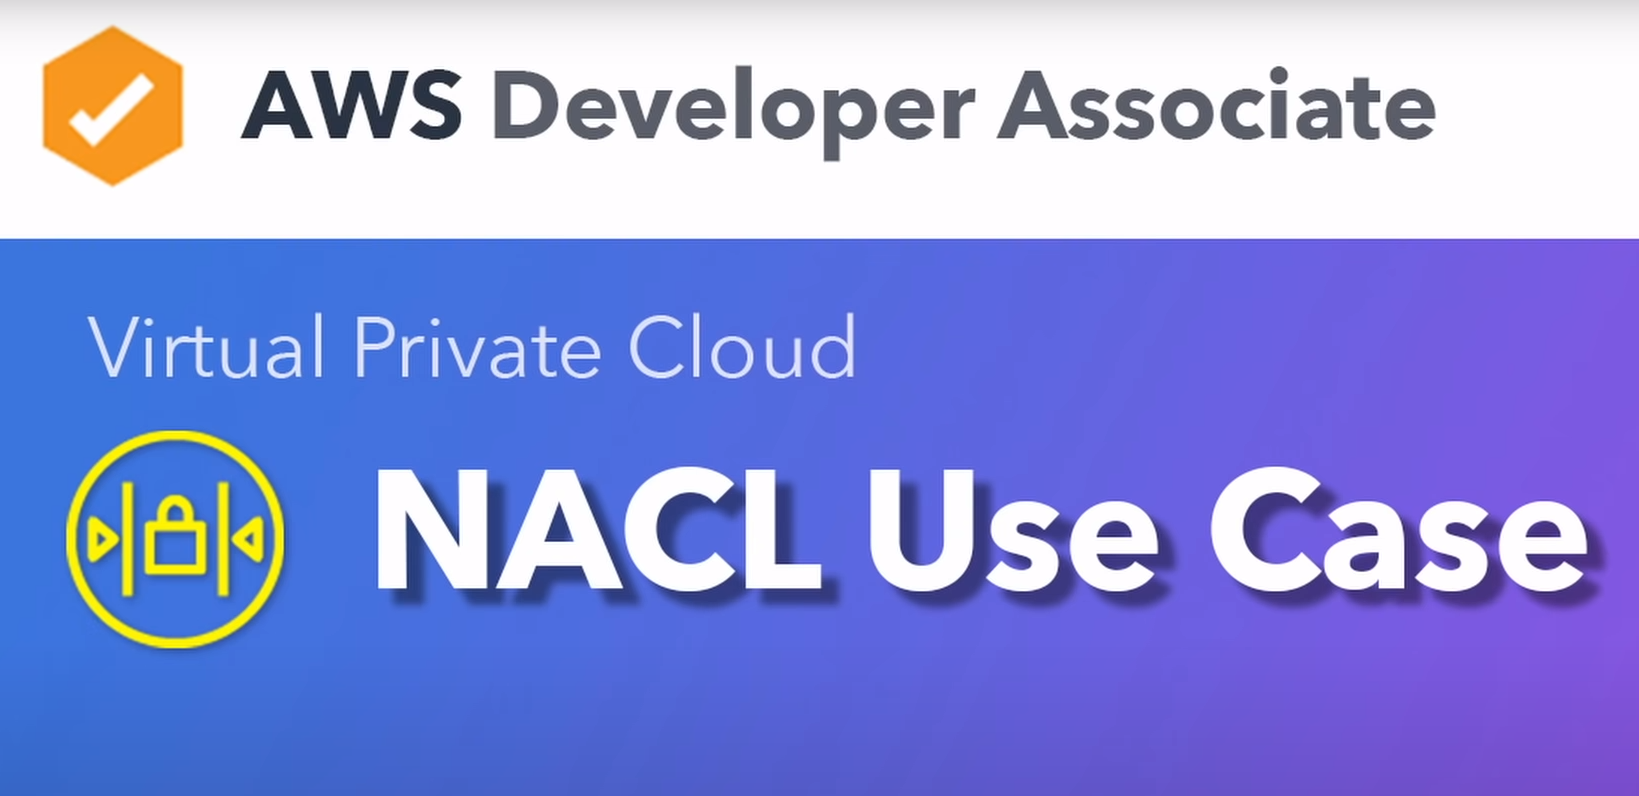 AWS Developer Associate
Virtual Private Cloud
NACL Use Case